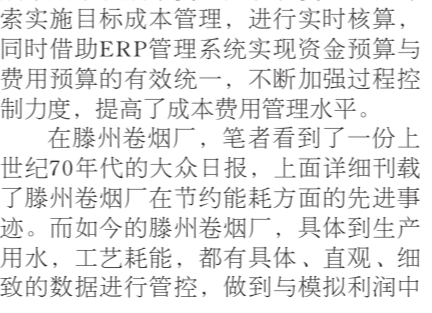 索实施目标成本管理，进行实时核算，
同时借助ERP管理系统实现资金预算与
费用预算的有效统一，不断加强过程控
制力度，提高了成本费用管理水平。
在滕州卷烟厂，笔者看到了一份上
世纪70年代的大众日报，上面详细刊载
了滕州卷烟厂在节约能耗方面的先进事
迹。而如今的滕州卷烟厂，具体到生产
用水，工艺耗能，都有具体、直观、细
致的数据进行管控，做到与模拟利润中